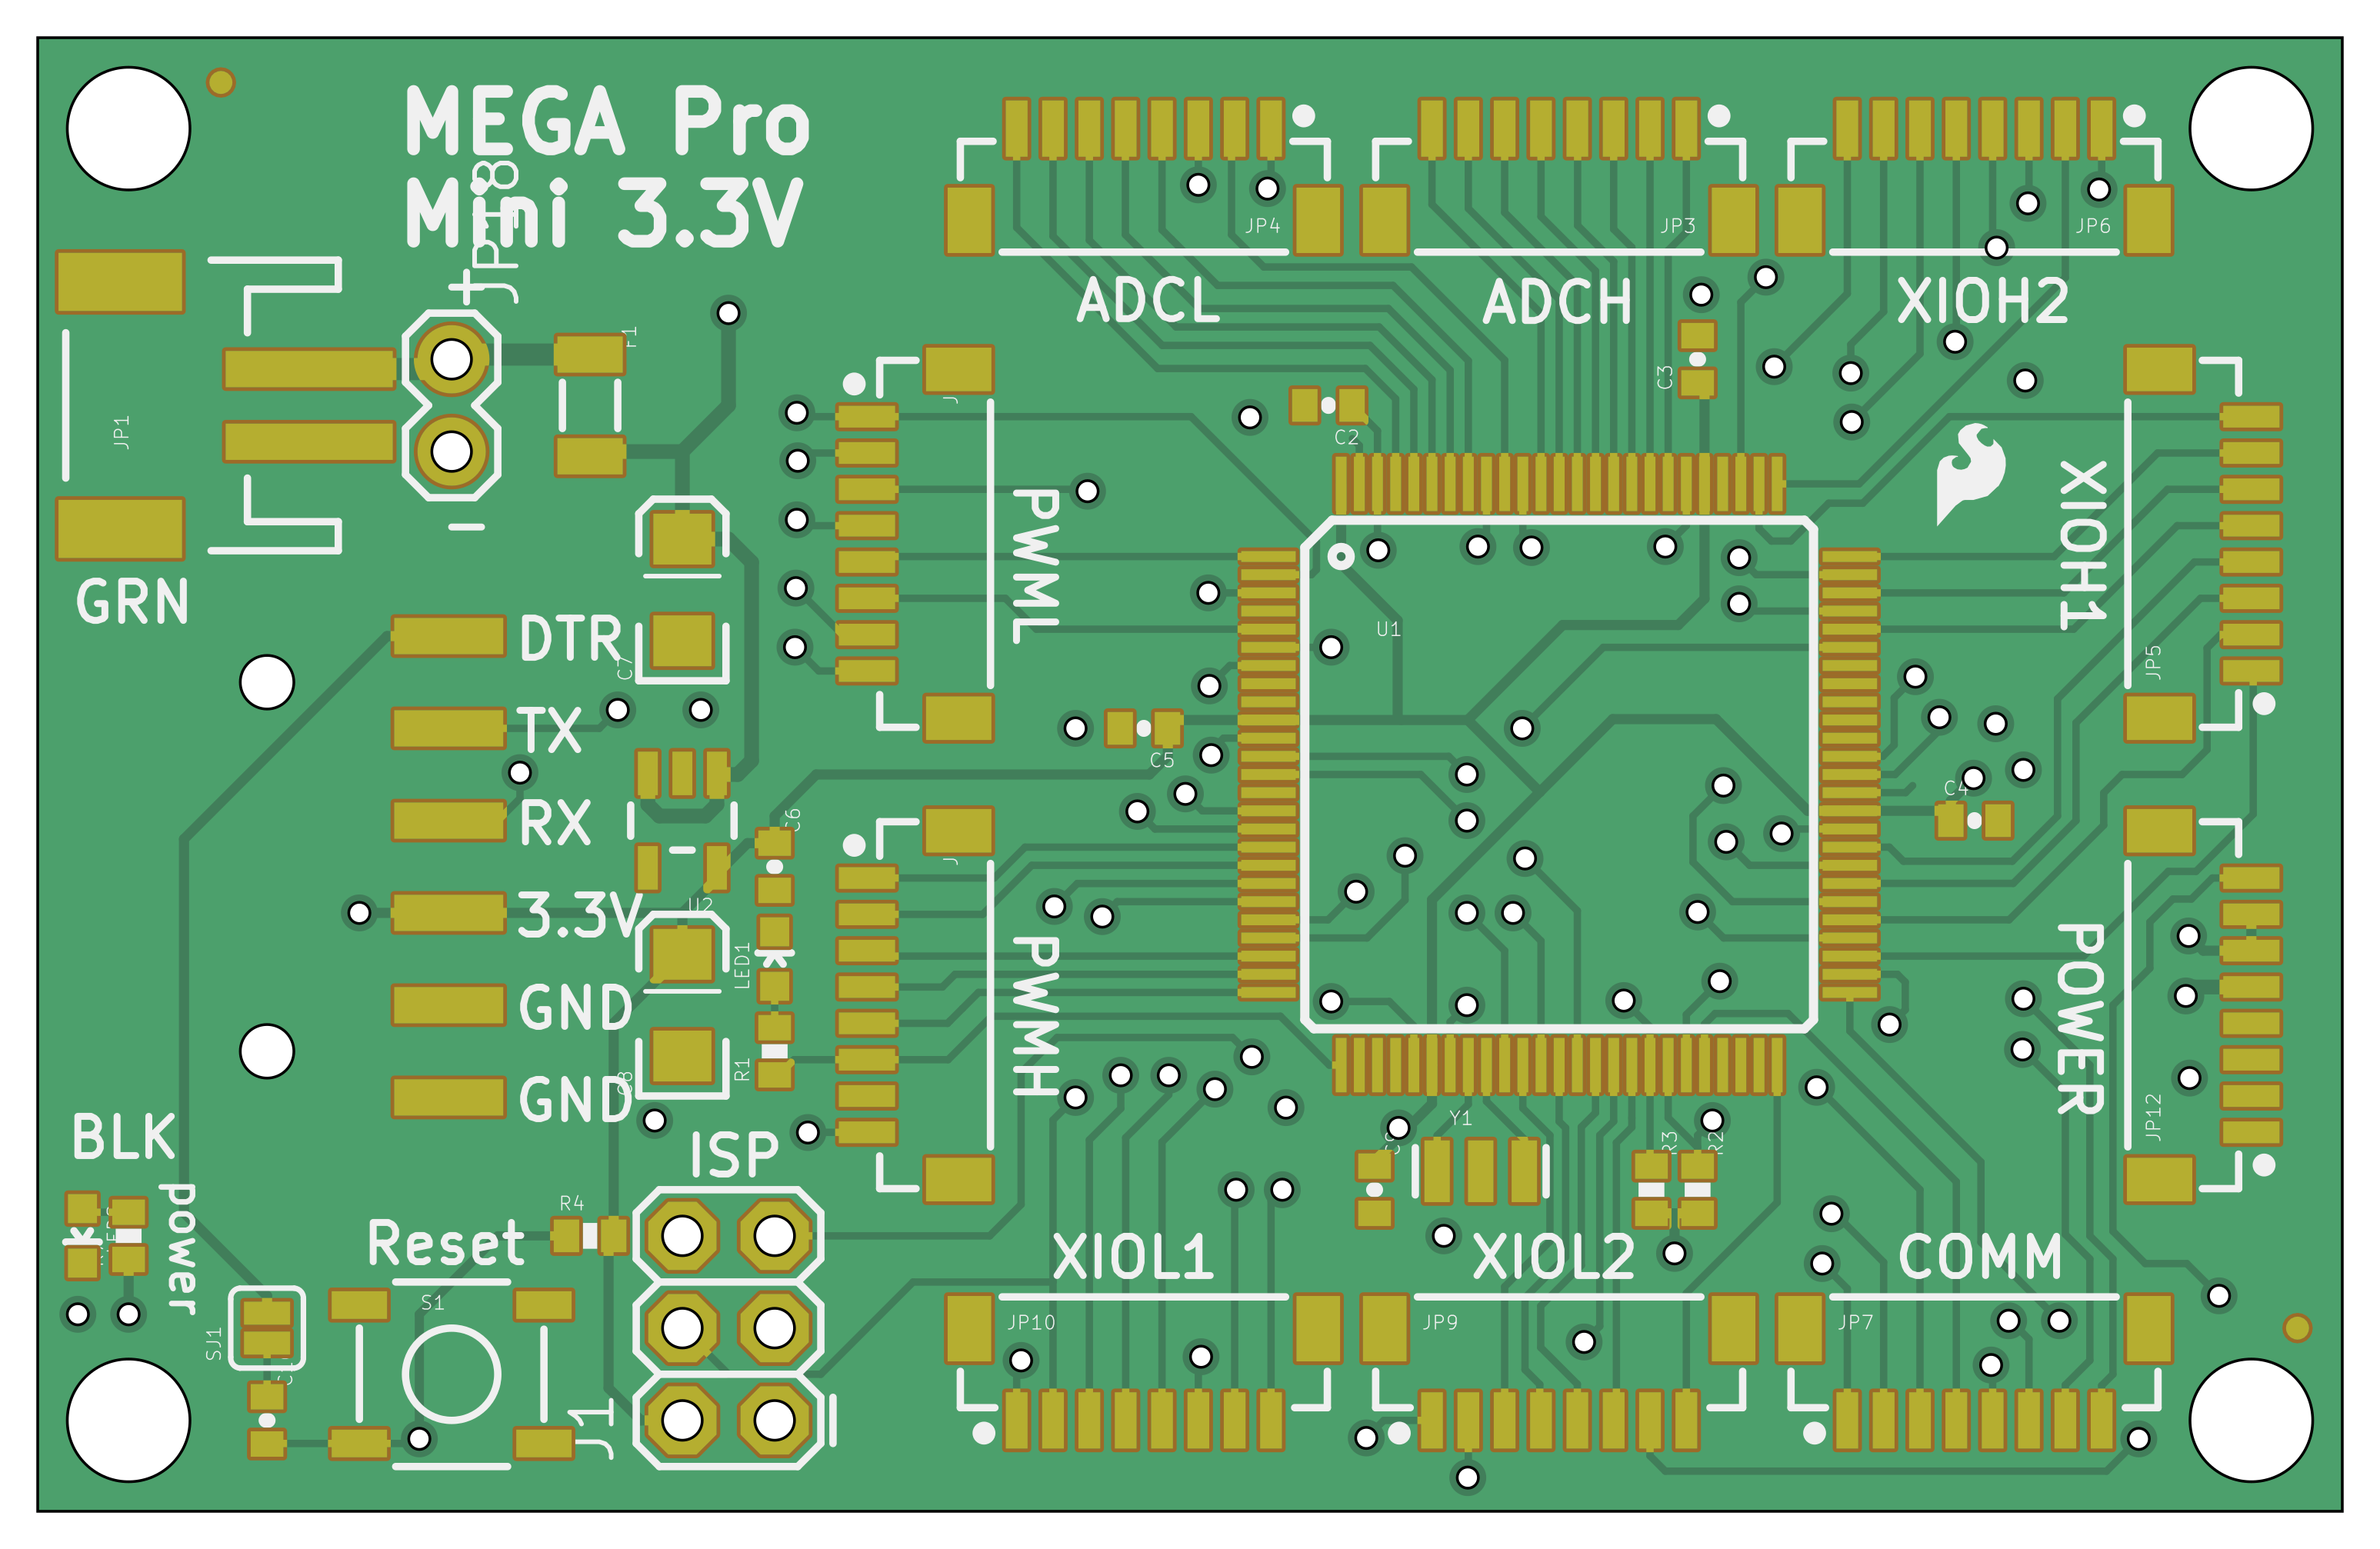 MEGA Pro
Mini 3.3V
JP18
+
JP4
JP3
JP6
ADCL
ADCH
XIOH2
F1
JP1
C3
C2
J
PWML
XIOH1
-
GRN
DTR
C7
U1
JP5
TX
C5
C4
RX
C6
J
3.3V
U2
LED1
PWMH
POWER
GND
R1
C8
GND
Y1
R3
R2
JP12
BLK
ISP
power
R4
Reset
XIOL1
XIOL2
COMM
S1
SJ1
JP10
JP9
JP7
J1